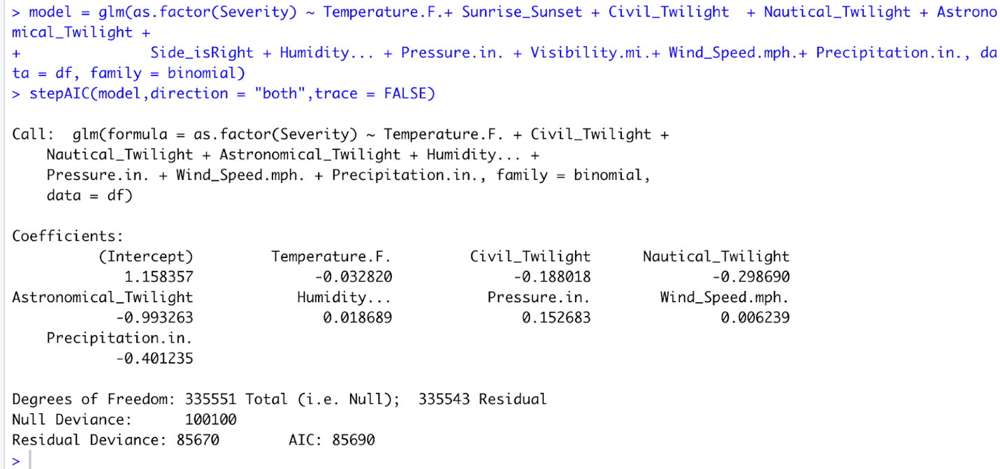 > model = glm(as.factor(Severity) ~ Temperature.F.+ Sunrise_Sunset + Civil_Twilight  + Nautical_Twilight + Astrono
mical_Twilight +
+               Side_isRight + Humidity... + Pressure.in. + Visibility.mi.+ Wind_Speed.mph.+ Precipitation.in., da
ta = df, family = binomial)
> stepAIC(model,direction = "both",trace = FALSE)
Call:  glm(formula = as.factor(Severity) ~ Temperature.F. + Civil_Twilight +
    Nautical_Twilight + Astronomical_Twilight + Humidity... +
    Pressure.in. + Wind_Speed.mph. + Precipitation.in., family = binomial,
    data = df)
Coefficients:
          (Intercept)         Temperature.F.         Civil_Twilight      Nautical_Twilight
             1.158357              -0.032820              -0.188018              -0.298690
Astronomical_Twilight            Humidity...           Pressure.in.        Wind_Speed.mph.
            -0.993263               0.018689               0.152683               0.006239
    Precipitation.in.
            -0.401235
Degrees of Freedom: 335551 Total (i.e. Null);  335543 Residual
Null Deviance:      100100
Residual Deviance: 85670        AIC: 85690
>